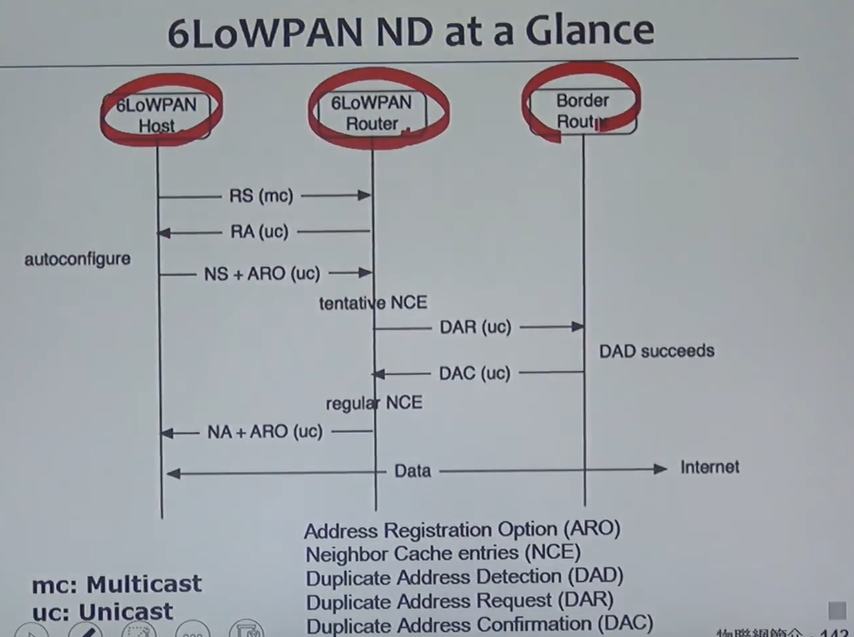 6LoWPAN ND at a Glance
6LoWPAN
Host
6LoWPAN
Router
Border
RS (mc)
RA (uc)
autoconfigure
NS + ARO (uc)
tentative NCE
DAR (uc)
DAD succeeds
DAC (uc)
regular NCE
NA + ARO (uc)
Data
Internet
Address Registration Option (ARO)
Neighbor Cache entries (NCE)
Duplicate Address Detection (DAD)
Duplicate Address Request (DAR)
Duplicate Address Confirmation (DAC)
mc: Multicast
uc: Unicast
物聯網簡介 142